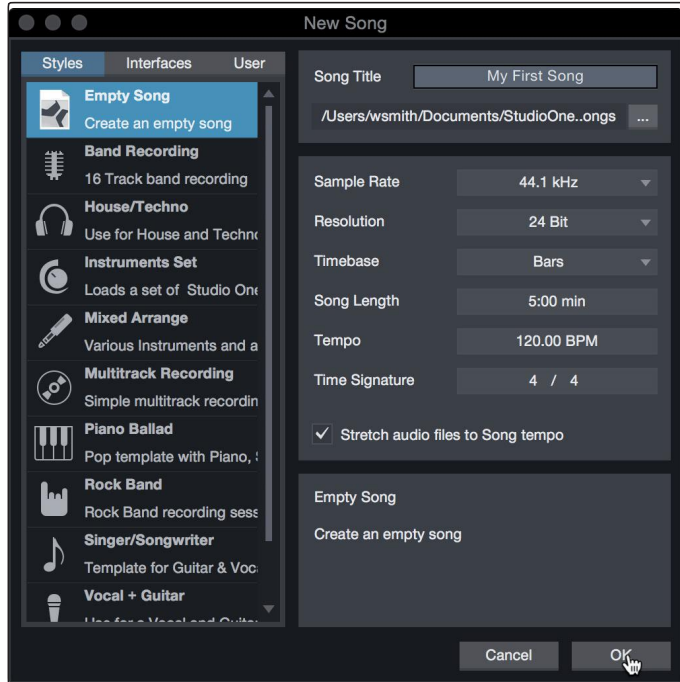 New Song
Styles Interfaces User
Empty Song
Create an empty song
Band Recording
16 Track band recording
House/Techno
Use for House and Techno
Instruments Set
Loads a set of Studio One
Mixed Arrange
Various Instruments and a
Multitrack Recording
Simple multitrack recordin
Piano Ballad
Pop template with Piano,
Rock Band
Rock Band recording sess
Singer/Songwriter
Template for Guitar & Voc
Vocal + Guitar
Song Title My First Song
/Users/wsmith/Documents/StudioOne..ongs ...
Sample Rate 44.1 kHz
Resolution 24 Bit
Timebase Bars
Song Length 5:00 min
Tempo 120.00 BPM
Time Signature 4 / 4
Stretch audio files to Song tempo
Empty Song
Create an empty song
Cancel OK